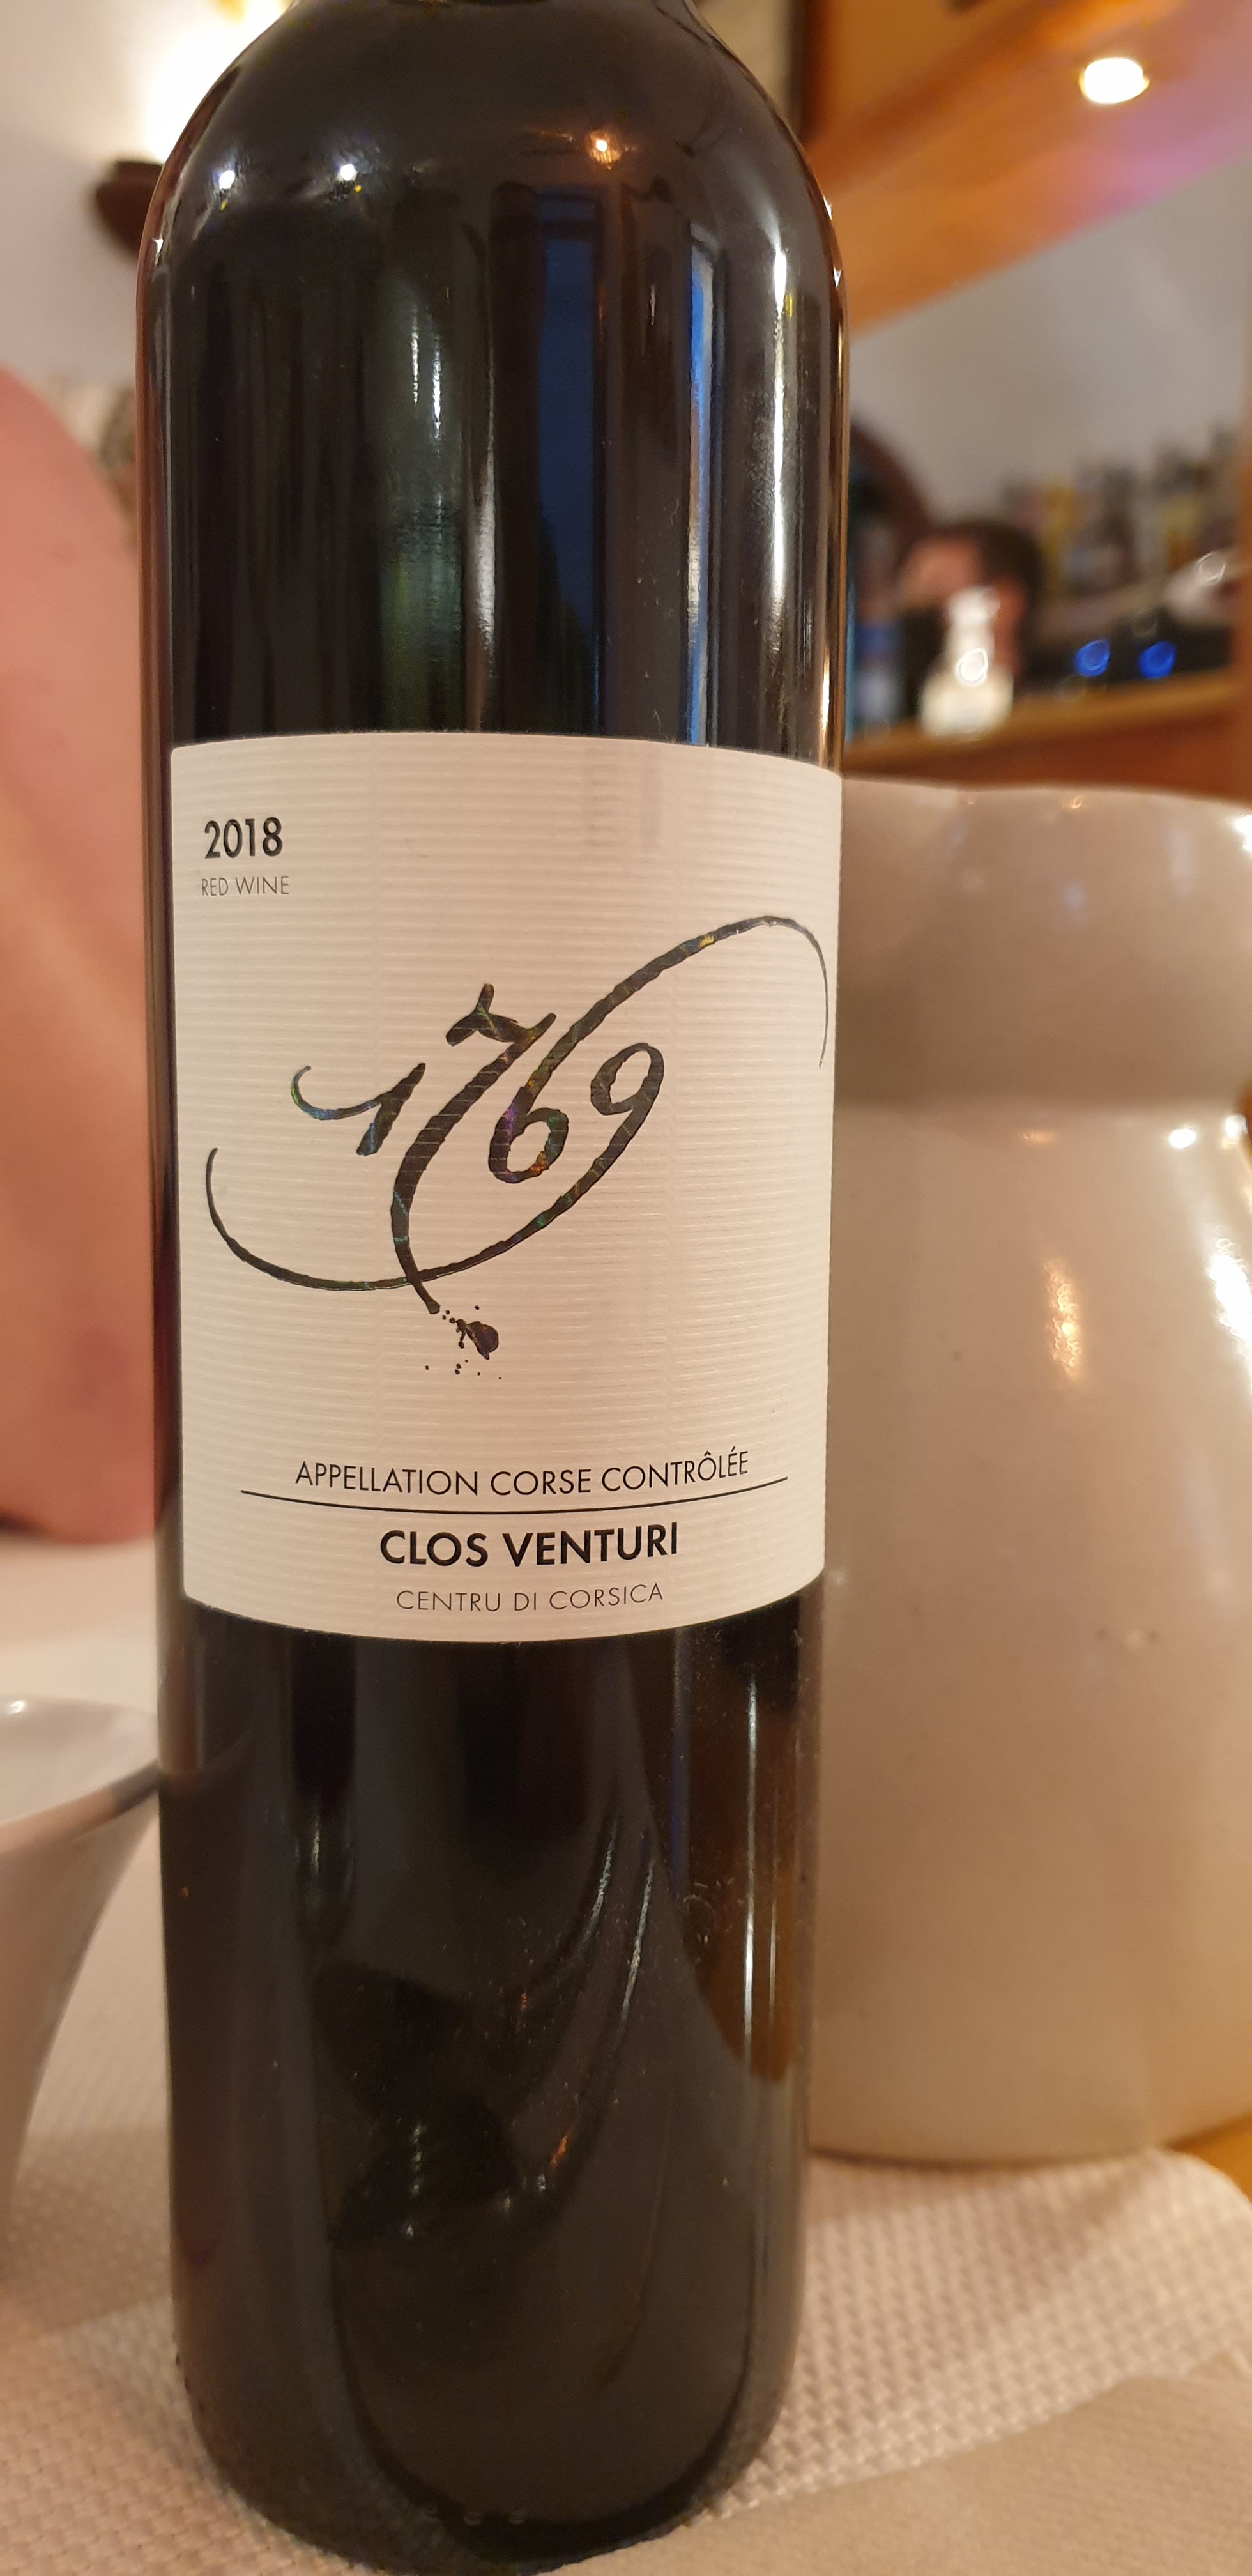 2018
RED WINE
1769
APPELLATION CORSE CONTRÔLÉE
CLOS VENTURI
CENTRU DI CORSICA